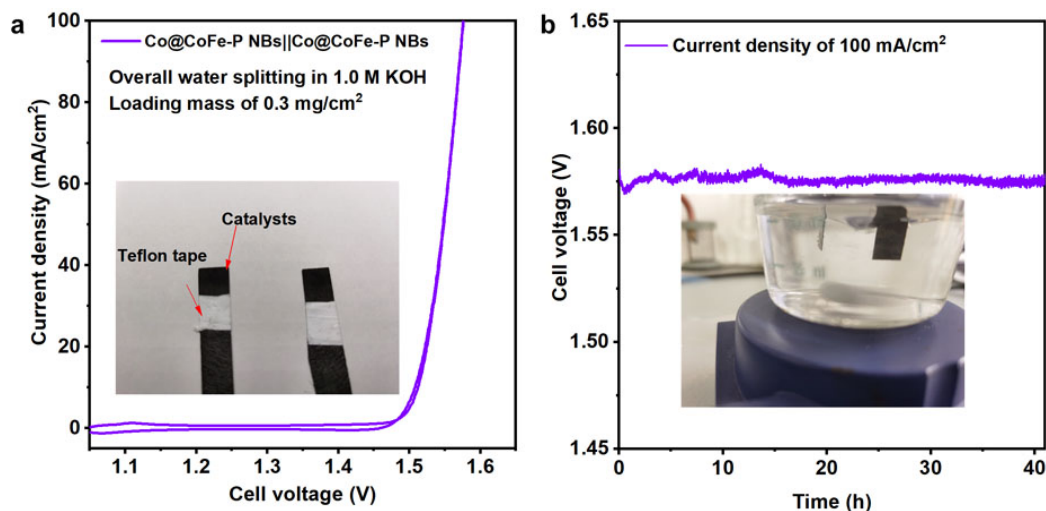 a
Co@CoFe-P NBs||Co@CoFe-P NBs
Overall water splitting in 1.0 M KOH
Loading mass of 0.3 mg/cm²
Catalysts
Teflon tape
Current density (mA/cm²)
100
80
60
40
20
0
1.1 1.2 1.3 1.4 1.5 1.6
Cell voltage (V)
b
Current density of 100 mA/cm²
Cell voltage (V)
1.65
1.60
1.55
1.50
1.45
0 10 20 30 40
Time (h)